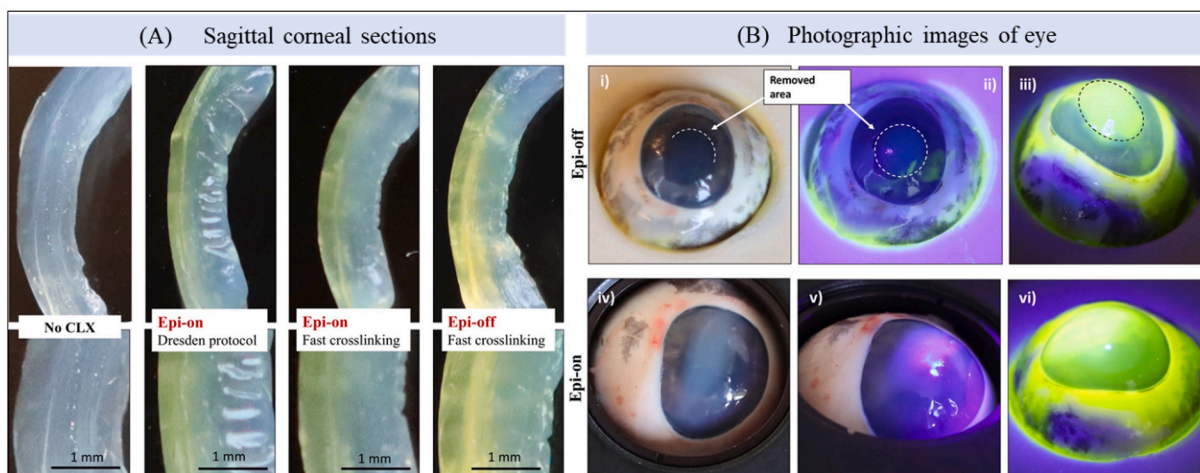 (A) Sagittal corneal sections
No CLX
Epi-on
Dresden protocol
Epi-on
Fast crosslinking
Epi-off
Fast crosslinking
1 mm
1 mm
1 mm
1 mm
(B) Photographic images of eye
Epi-off
i)
Removed
area
ii)
iii)
Epi-on
iv)
v)
vi)